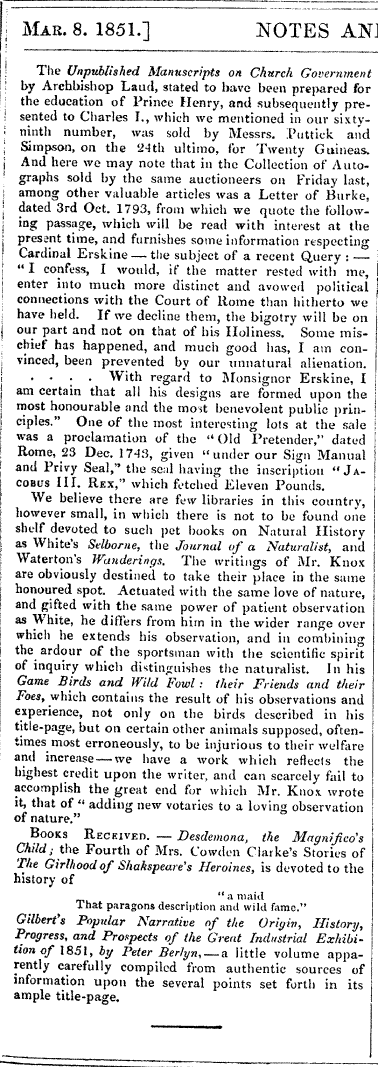 MAR. 8. 1851.] NOTES AN
The Unpublished Manuscripts on Church Government
by Archbishop Laud, stated to have been prepared for
the education of Prince Henry, and subsequently pre-
sented to Charles I., which we mentioned in our sixty-
ninth number, was sold by Messrs. Puttick and
Simpson, on the 24th ultimo, for Twenty Guineas.
And here we may note that in the Collection of Auto-
graphs sold by the same auctioneers on Friday last,
among other valuable articles was a Letter of Burke,
dated 3rd Oct. 1793, from which we quote the follow-
ing passage, which will be read with interest at the
present time, and furnishes some information respecting
Cardinal Erskine — the subject of a recent Query : —
"I confess, I would, if the matter rested with me,
enter into much more distinct and avowed political
connections with the Court of Rome than hitherto we
have held. If we decline them, the bigotry will be on
our part and not on that of his Holiness. Some mis-
chief has happened, and much good has, I am con-
vinced, been prevented by our unnatural alienation.
. . . . With regard to Monsignor Erskine, I
am certain that all his designs are formed upon the
most honourable and the most benevolent public prin-
ciples." One of the most interesting lots at the sale
was a proclamation of the "Old Pretender," dated
Rome, 23 Dec. 1743, given "under our Sign Manual
and Privy Seal," the seal having the inscription "JA-
COBUS III. REX," which fetched Eleven Pounds.
We believe there are few libraries in this country,
however small, in which there is not to be found one
shelf devoted to such pet books on Natural History
as White's Selborne, the Journal of a Naturalist, and
Waterton's Wanderings. The writings of Mr. Knox
are obviously destined to take their place in the same
honoured spot. Actuated with the same love of nature,
and gifted with the same power of patient observation
as White, he differs from him in the wider range over
which he extends his observation, and in combining
the ardour of the sportsman with the scientific spirit
of inquiry which distinguishes the naturalist. In his
Game Birds and Wild Fowl : their Friends and their
Foes, which contains the result of his observations and
experience, not only on the birds described in his
title-page, but on certain other animals supposed, often-
times most erroneously, to be injurious to their welfare
and increase—we have a work which reflects the
highest credit upon the writer, and can scarcely fail to
accomplish the great end for which Mr. Knox wrote
it, that of "adding new votaries to a loving observation
of nature."
BOOKS RECEIVED. — Desdemona, the Magnifico's
Child; the Fourth of Mrs. Cowden Clarke's Stories of
The Girlhood of Shakspeare's Heroines, is devoted to the
history of
"a maid
That paragons description and wild fame."
Gilbert's Popular Narrative of the Origin, History,
Progress, and Prospects of the Great Industrial Exhibi-
tion of 1851, by Peter Berlyn,—a little volume appa-
rently carefully compiled from authentic sources of
information upon the several points set forth in its
ample title-page.